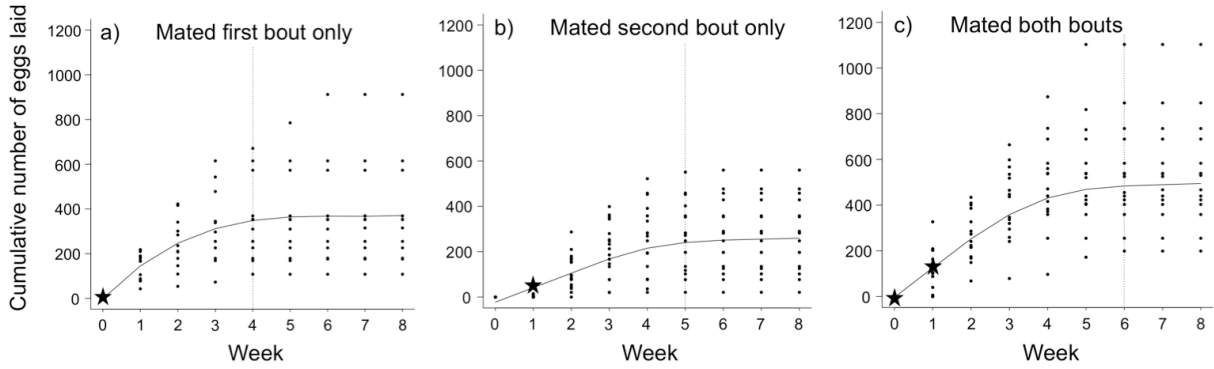 Cumulative number of eggs laid
a) Mated first bout only
1200
1000
800
600
400
200
0
0 1 2 3 4 5 6 7 8
Week
b) Mated second bout only
1200
1000
800
600
400
200
0
0 1 2 3 4 5 6 7 8
Week
c) Mated both bouts
1200
1000
800
600
400
200
0
0 1 2 3 4 5 6 7 8
Week